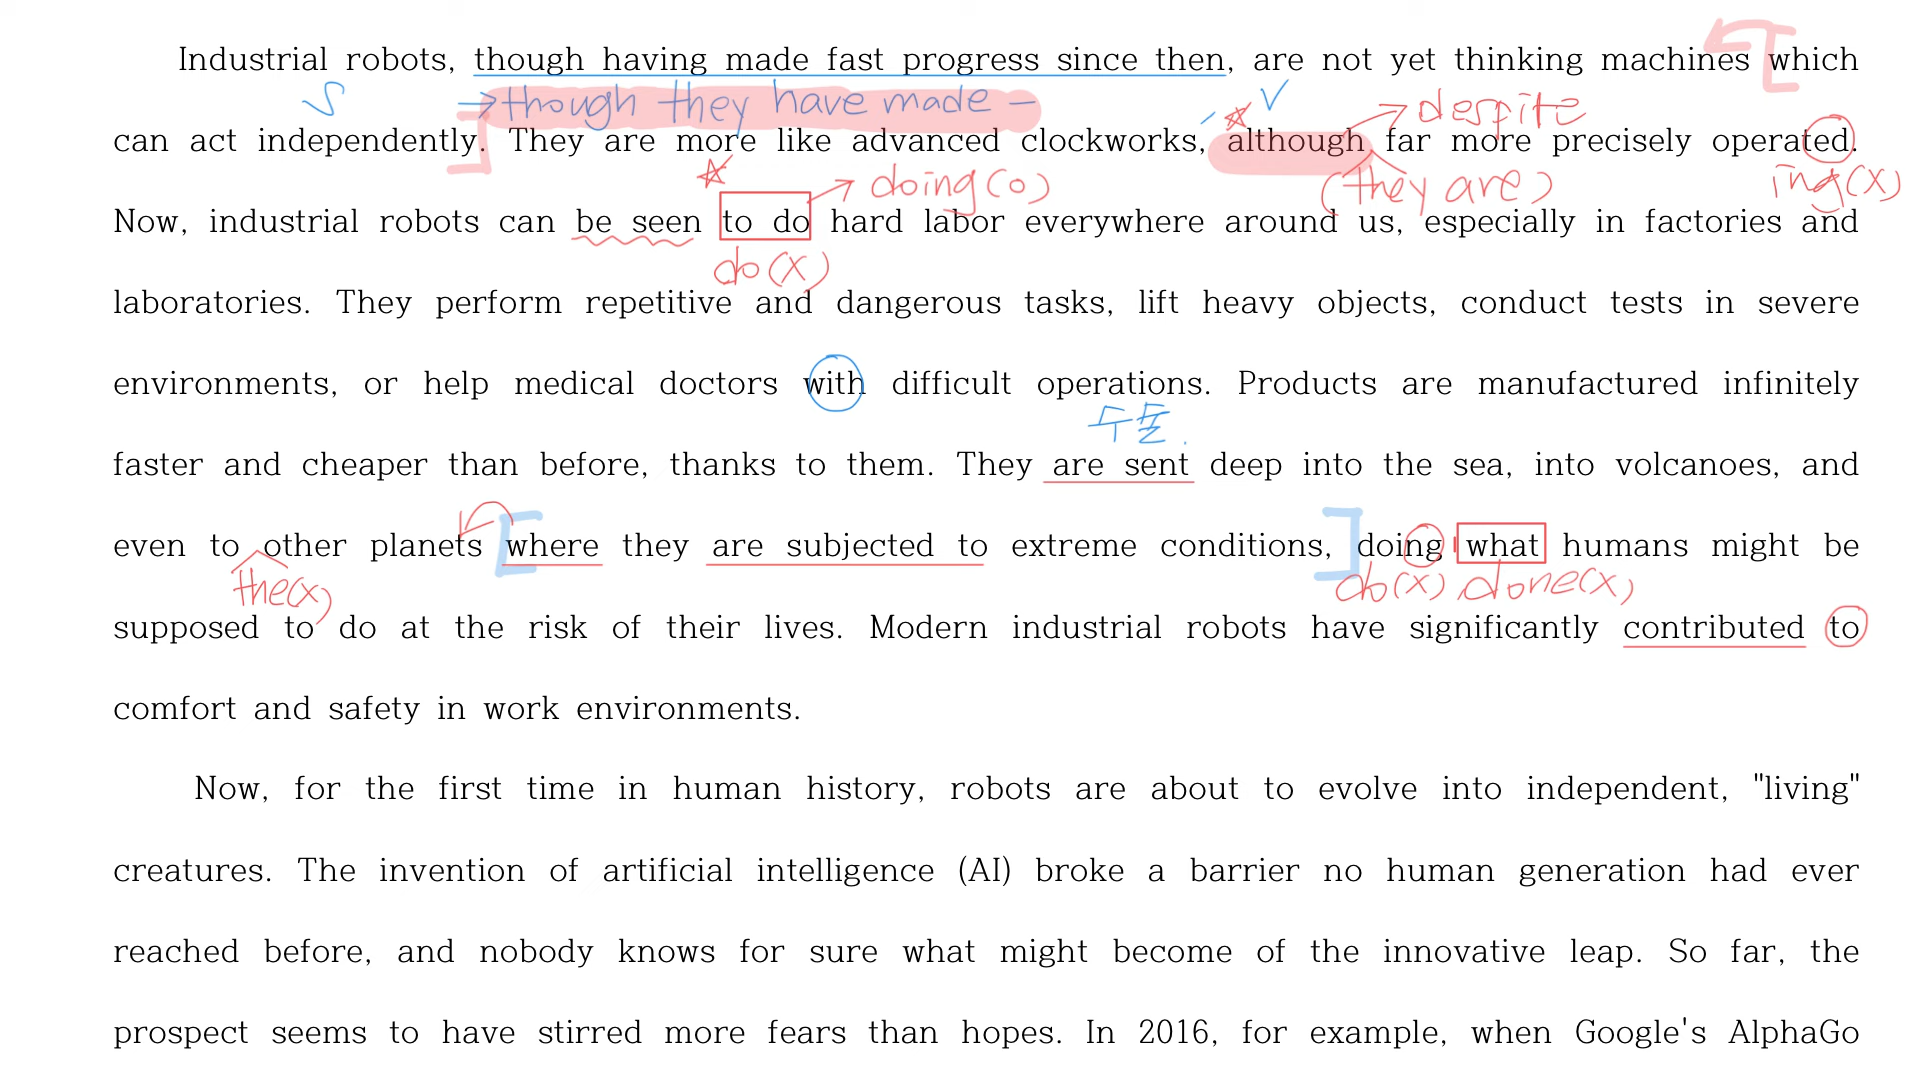 Industrial robots, though having made fast progress since then, are not yet thinking machines which
S →though they have made – V despite
can act independently. They are more like advanced clockworks, although far more precisely operated.
doing(o) (they are) ing(x)
Now, industrial robots can be seen to do hard labor everywhere around us, especially in factories and
do(x)
laboratories. They perform repetitive and dangerous tasks, lift heavy objects, conduct tests in severe
environments, or help medical doctors with difficult operations. Products are manufactured infinitely
faster and cheaper than before, thanks to them. They are sent deep into the sea, into volcanoes, and
even to other planets where they are subjected to extreme conditions, doing what humans might be
the(x) do(x) done(x)
supposed to do at the risk of their lives. Modern industrial robots have significantly contributed to
comfort and safety in work environments.
Now, for the first time in human history, robots are about to evolve into independent, "living"
creatures. The invention of artificial intelligence (AI) broke a barrier no human generation had ever
reached before, and nobody knows for sure what might become of the innovative leap. So far, the
prospect seems to have stirred more fears than hopes. In 2016, for example, when Google's AlphaGo